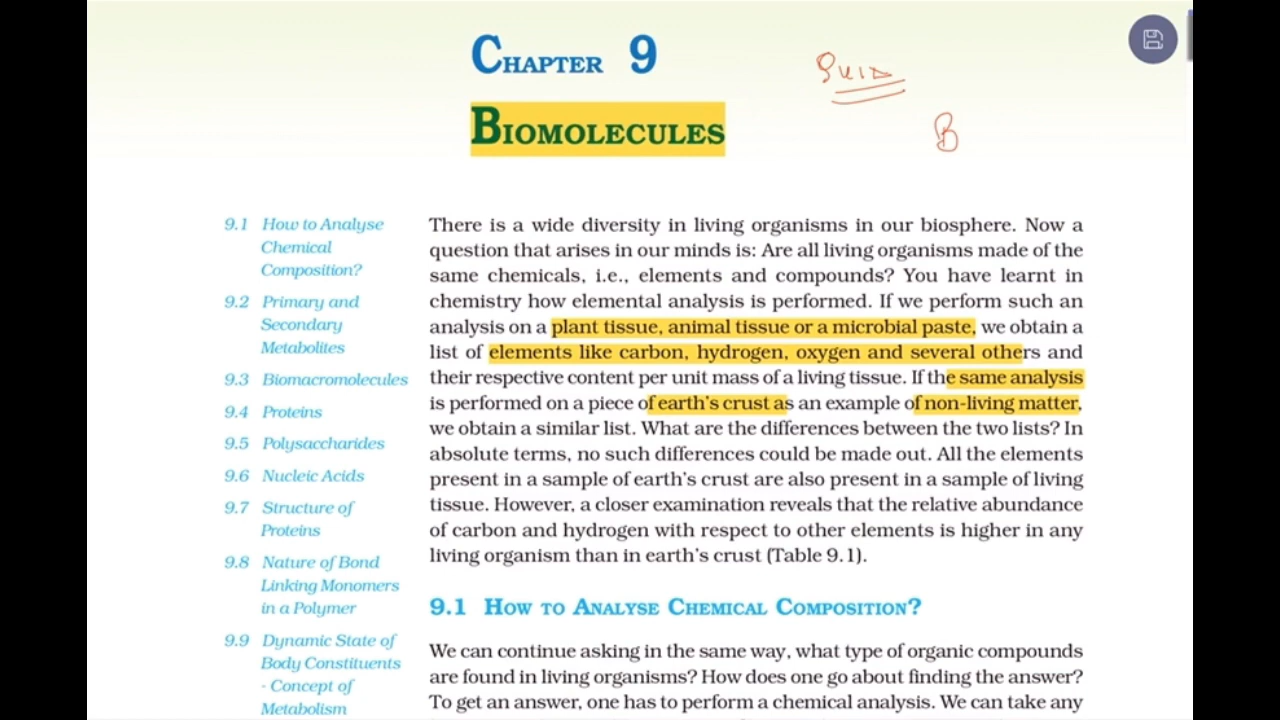 CHAPTER 9
BIOMOLECULES
B
9.1 How to Analyse
Chemical
Composition?
9.2 Primary and
Secondary
Metabolites
9.3 Biomacromolecules
9.4 Proteins
9.5 Polysaccharides
9.6 Nucleic Acids
9.7 Structure of
Proteins
9.8 Nature of Bond
Linking Monomers
in a Polymer
9.9 Dynamic State of
Body Constituents
- Concept of
Metabolism
There is a wide diversity in living organisms in our biosphere. Now a
question that arises in our minds is: Are all living organisms made of the
same chemicals, i.e., elements and compounds? You have learnt in
chemistry how elemental analysis is performed. If we perform such an
analysis on a plant tissue, animal tissue or a microbial paste, we obtain a
list of elements like carbon, hydrogen, oxygen and several others and
their respective content per unit mass of a living tissue. If the same analysis
is performed on a piece of earth's crust as an example of non-living matter,
we obtain a similar list. What are the differences between the two lists? In
absolute terms, no such differences could be made out. All the elements
present in a sample of earth's crust are also present in a sample of living
tissue. However, a closer examination reveals that the relative abundance
of carbon and hydrogen with respect to other elements is higher in any
living organism than in earth's crust (Table 9.1).
9.1 HOW TO ANALYSE CHEMICAL COMPOSITION?
We can continue asking in the same way, what type of organic compounds
are found in living organisms? How does one go about finding the answer?
To get an answer, one has to perform a chemical analysis. We can take any